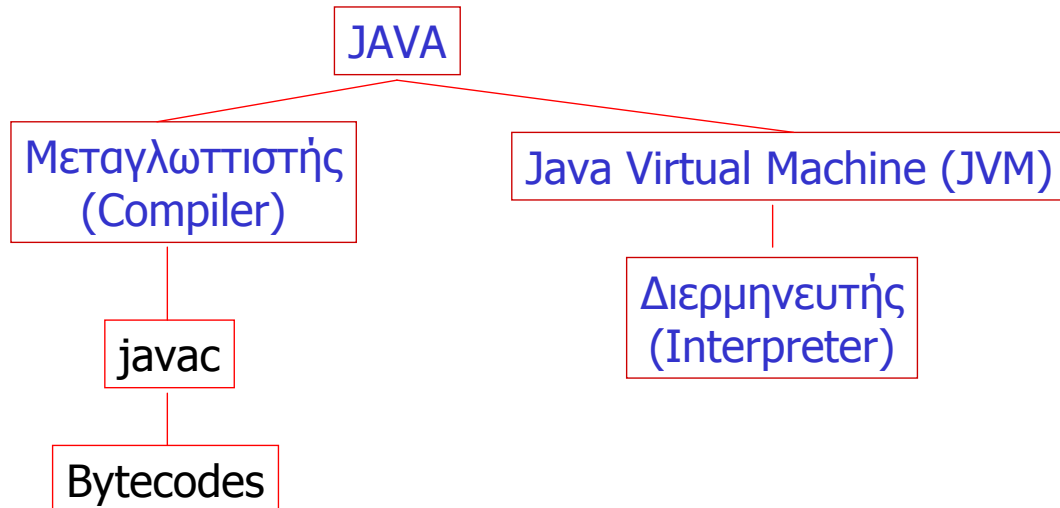 JAVA
Μεταγλωττιστής
(Compiler)
Java Virtual Machine (JVM)
Διερμηνευτής
(Interpreter)
javac
Bytecodes